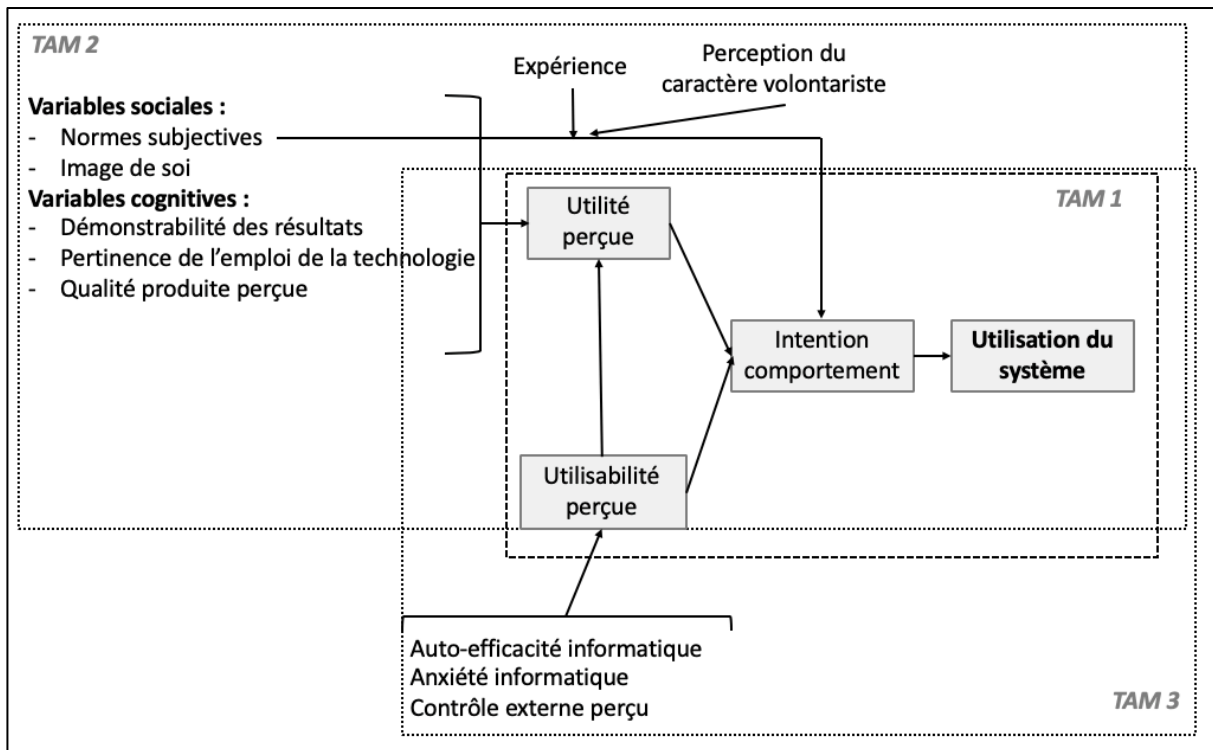 TAM 2
Expérience
Perception du
caractère volontariste
Variables sociales :
- Normes subjectives
- Image de soi
Variables cognitives :
- Démonstrabilité des résultats
- Pertinence de l'emploi de la technologie
- Qualité produite perçue
TAM 1
Utilité
perçue
Intention
comportement
Utilisation du
système
Utilisabilité
perçue
Auto-efficacité informatique
Anxiété informatique
Contrôle externe perçu
TAM 3